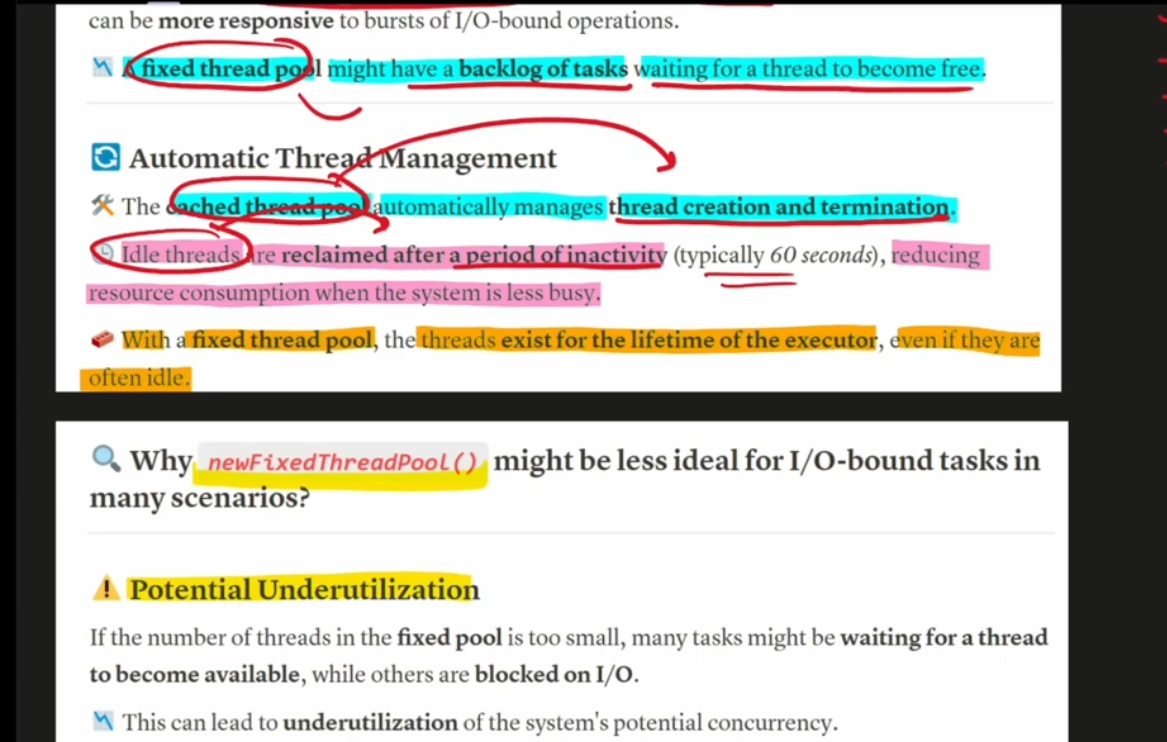 can be more responsive to bursts of I/O-bound operations.
A fixed thread pool might have a backlog of tasks waiting for a thread to become free.
Automatic Thread Management
The cached thread pool automatically manages thread creation and termination.
Idle threads are reclaimed after a period of inactivity (typically 60 seconds), reducing
resource consumption when the system is less busy.
With a fixed thread pool, the threads exist for the lifetime of the executor, even if they are
often idle.
Why newFixedThreadPool() might be less ideal for I/O-bound tasks in
many scenarios?
Potential Underutilization
If the number of threads in the fixed pool is too small, many tasks might be waiting for a thread
to become available, while others are blocked on I/O.
This can lead to underutilization of the system's potential concurrency.